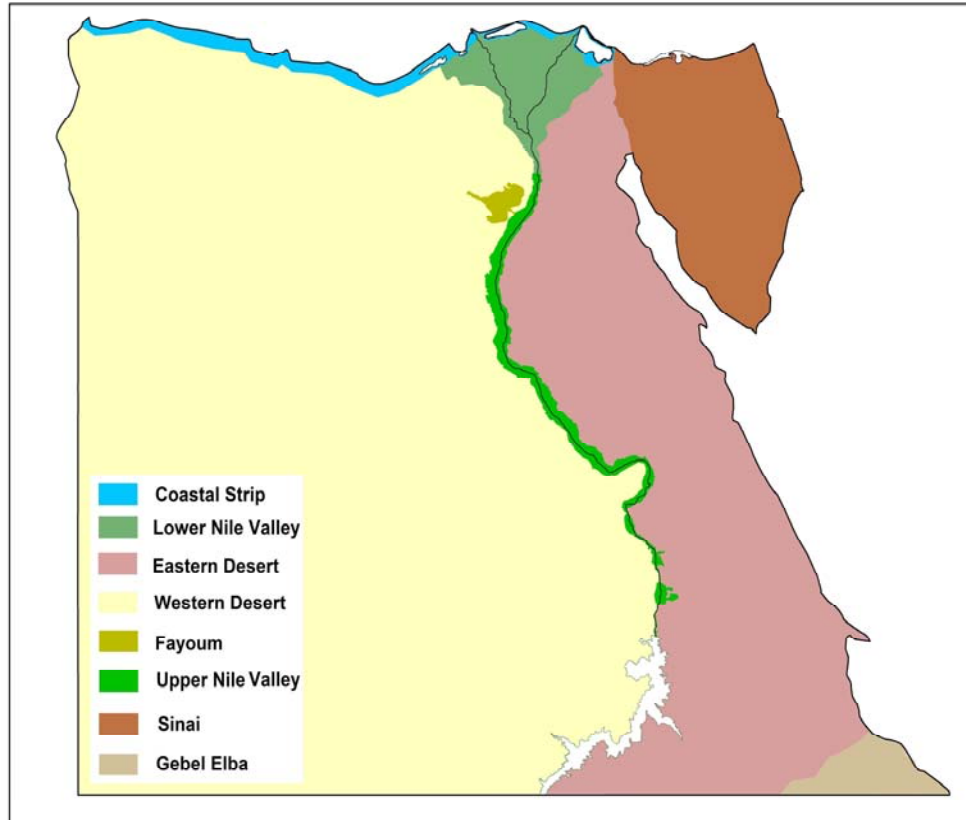 Coastal Strip
Lower Nile Valley
Eastern Desert
Western Desert
Fayoum
Upper Nile Valley
Sinai
Gebel Elba